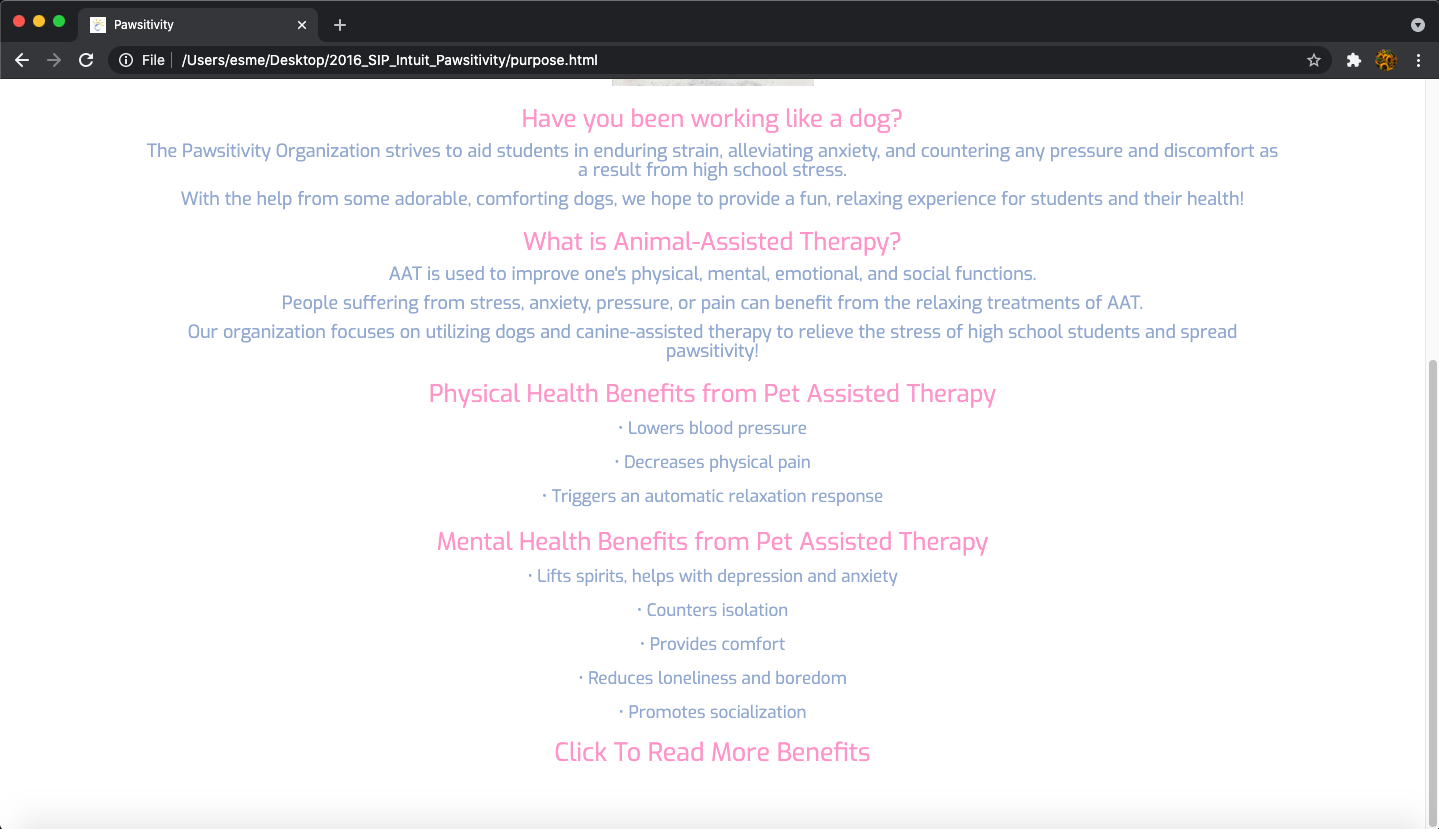 Pawsitivity
File
/Users/esme/Desktop/2016_SIP_Intuit_Pawsitivity/purpose.html
Have you been working like a dog?
The Pawsitivity Organization strives to aid students in enduring strain, alleviating anxiety, and countering any pressure and discomfort as
a result from high school stress.
With the help from some adorable, comforting dogs, we hope to provide a fun, relaxing experience for students and their health!
What is Animal-Assisted Therapy?
AAT is used to improve one's physical, mental, emotional, and social functions.
People suffering from stress, anxiety, pressure, or pain can benefit from the relaxing treatments of AAT.
Our organization focuses on utilizing dogs and canine-assisted therapy to relieve the stress of high school students and spread
pawsitivity!
Physical Health Benefits from Pet Assisted Therapy
· Lowers blood pressure
· Decreases physical pain
· Triggers an automatic relaxation response
Mental Health Benefits from Pet Assisted Therapy
· Lifts spirits, helps with depression and anxiety
· Counters isolation
· Provides comfort
· Reduces loneliness and boredom
· Promotes socialization
Click To Read More Benefits